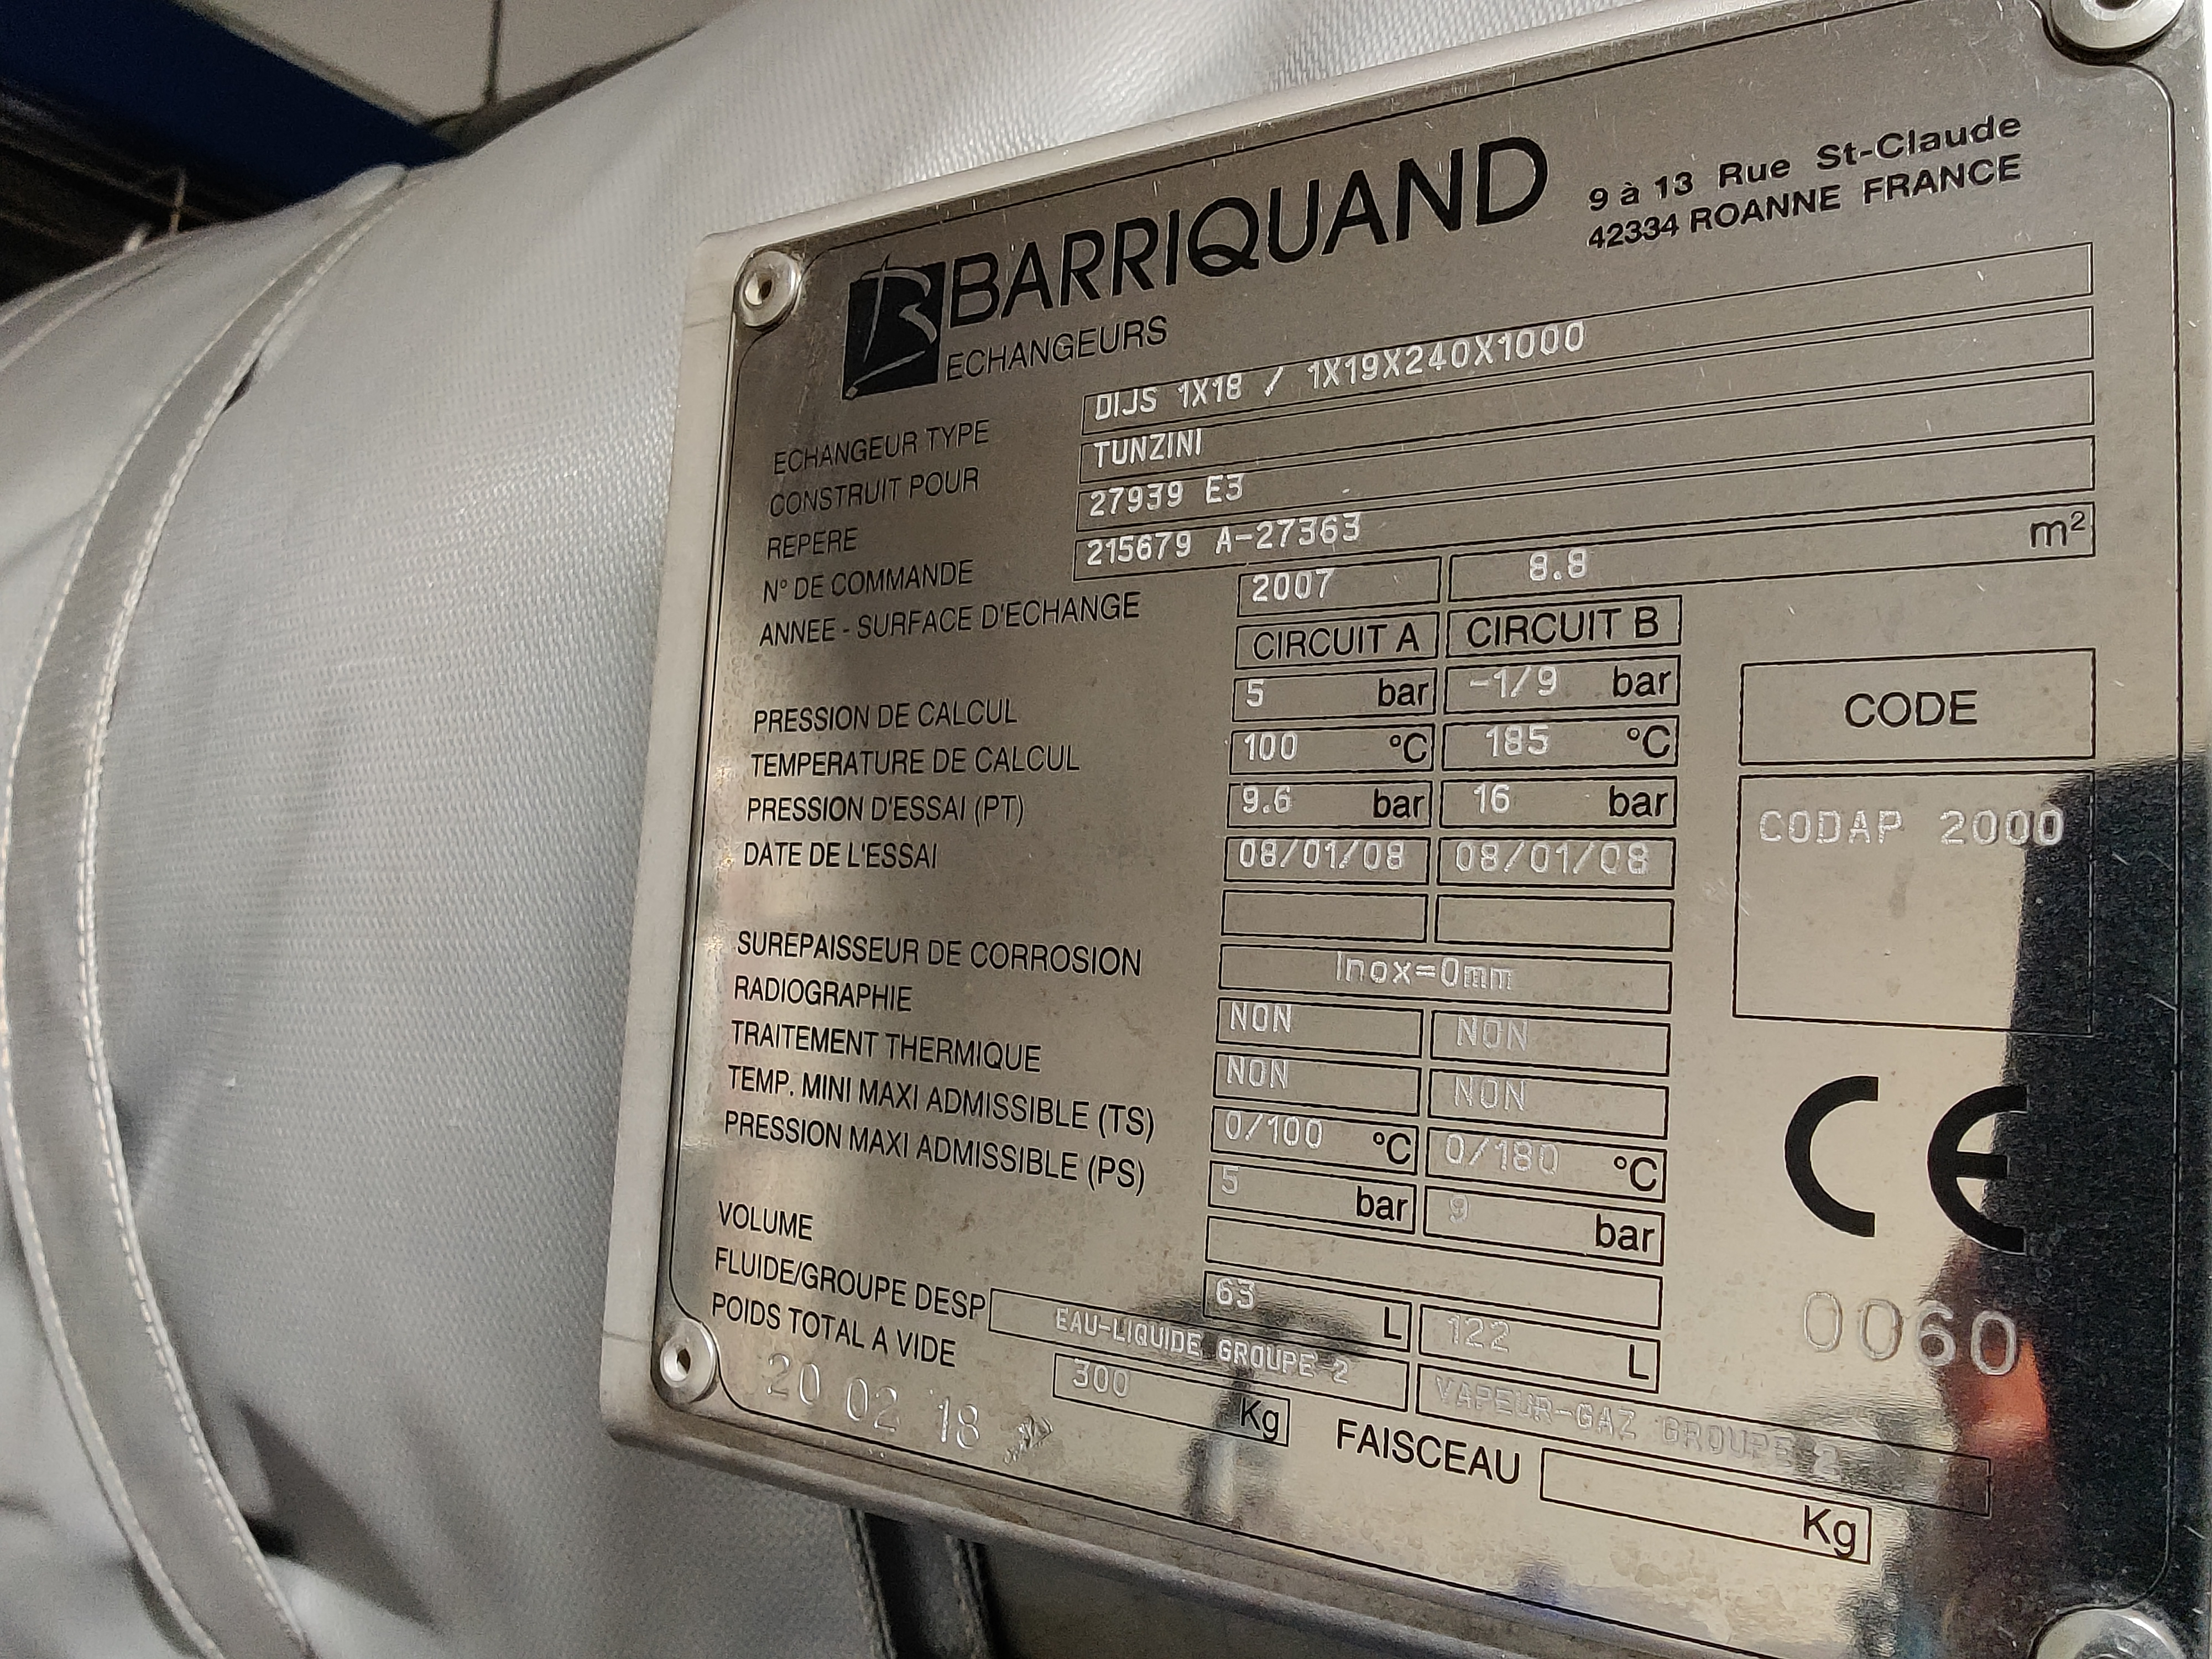 BARRIQUAND
ECHANGEURS
9 à 13 Rue St-Claude
42334 ROANNE FRANCE
ECHANGEUR TYPE DIJS 1X18 / 1X19X240X1000
CONSTRUIT POUR TUNZINI
REPERE 27939 E3
N° DE COMMANDE 215679 A-27363
ANNEE - SURFACE D'ECHANGE 2007 8.8 m²
CIRCUIT A CIRCUIT B
PRESSION DE CALCUL 5 bar -1/9 bar
TEMPERATURE DE CALCUL 100 °C 185 °C
PRESSION D'ESSAI (PT) 9.6 bar 16 bar
DATE DE L'ESSAI 08/01/08 08/01/08
SUREPAISSEUR DE CORROSION Inox=0mm
RADIOGRAPHIE NON NON
TRAITEMENT THERMIQUE NON NON
TEMP. MINI MAXI ADMISSIBLE (TS) 0/100 °C 0/180 °C
PRESSION MAXI ADMISSIBLE (PS) 5 bar 9 bar
VOLUME 63 L 122 L
FLUIDE/GROUPE DESP EAU-LIQUIDE GROUPE 2 VAPEUR-GAZ GROUPE 2
POIDS TOTAL A VIDE 300 Kg FAISCEAU Kg
20 02 18
CODE
CODAP 2000
CE
0060